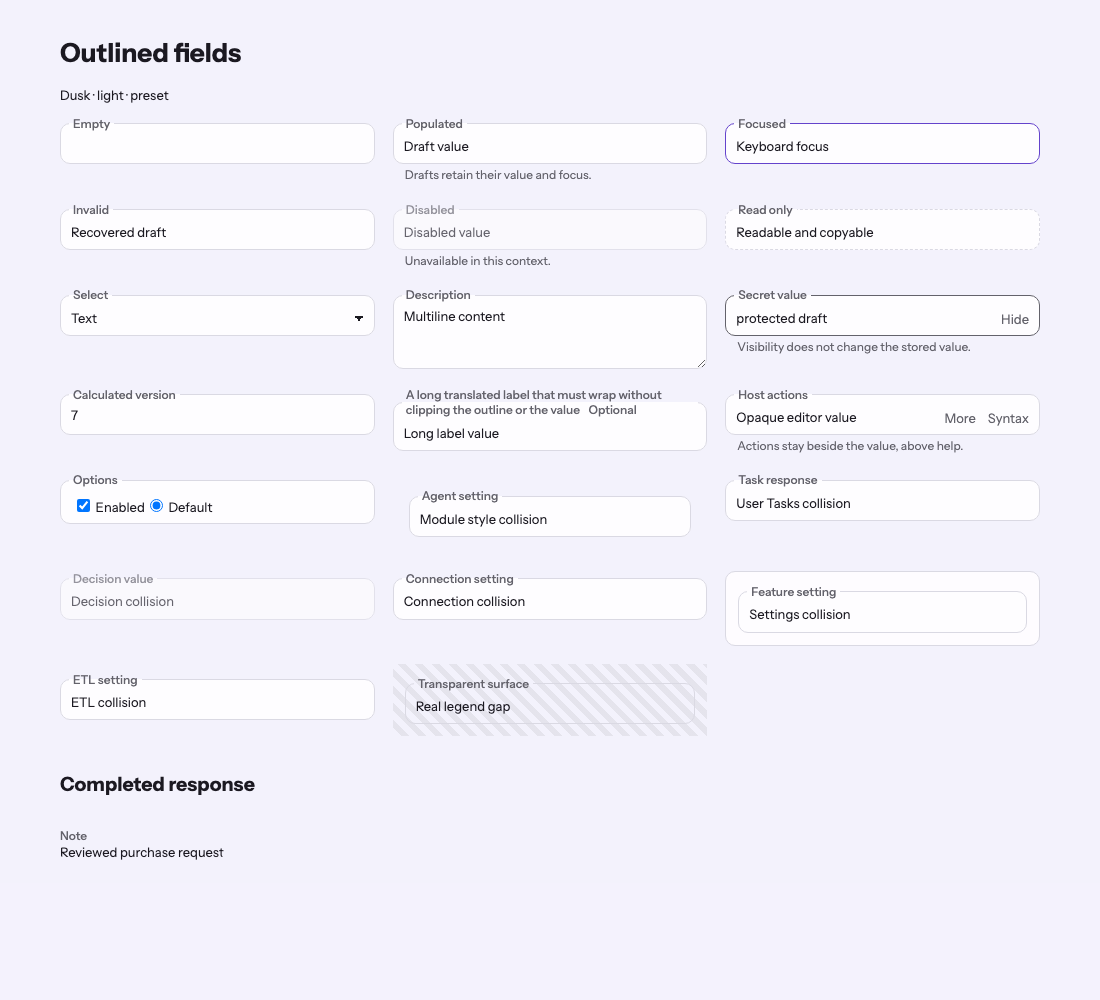 Outlined fields
Dusk · light · preset
Empty
Populated
Draft value
Drafts retain their value and focus.
Focused
Keyboard focus
Invalid
Recovered draft
Disabled
Disabled value
Unavailable in this context.
Read only
Readable and copyable
Select
Text
Description
Multiline content
Secret value
protected draft
Hide
Visibility does not change the stored value.
Calculated version
7
A long translated label that must wrap without
clipping the outline or the value Optional
Long label value
Host actions
Opaque editor value
More Syntax
Actions stay beside the value, above help.
Options
Enabled Default
Agent setting
Module style collision
Task response
User Tasks collision
Decision value
Decision collision
Connection setting
Connection collision
Feature setting
Settings collision
ETL setting
ETL collision
Transparent surface
Real legend gap
Completed response
Note
Reviewed purchase request